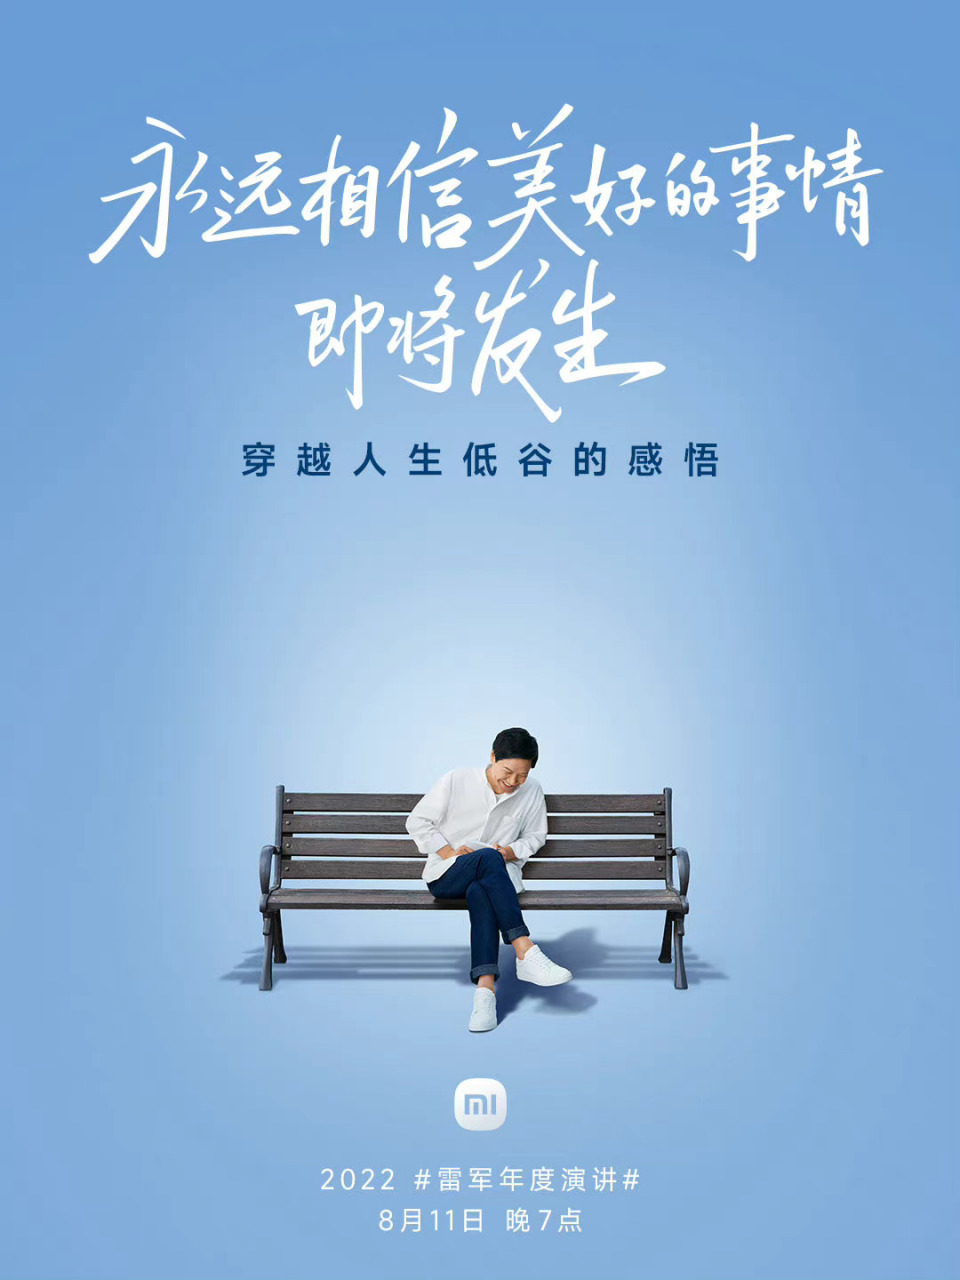 永远相信美好的事情
即将发生
穿越人生低谷的感悟
mi
2022 #雷军年度演讲#
8月11日 晚7点